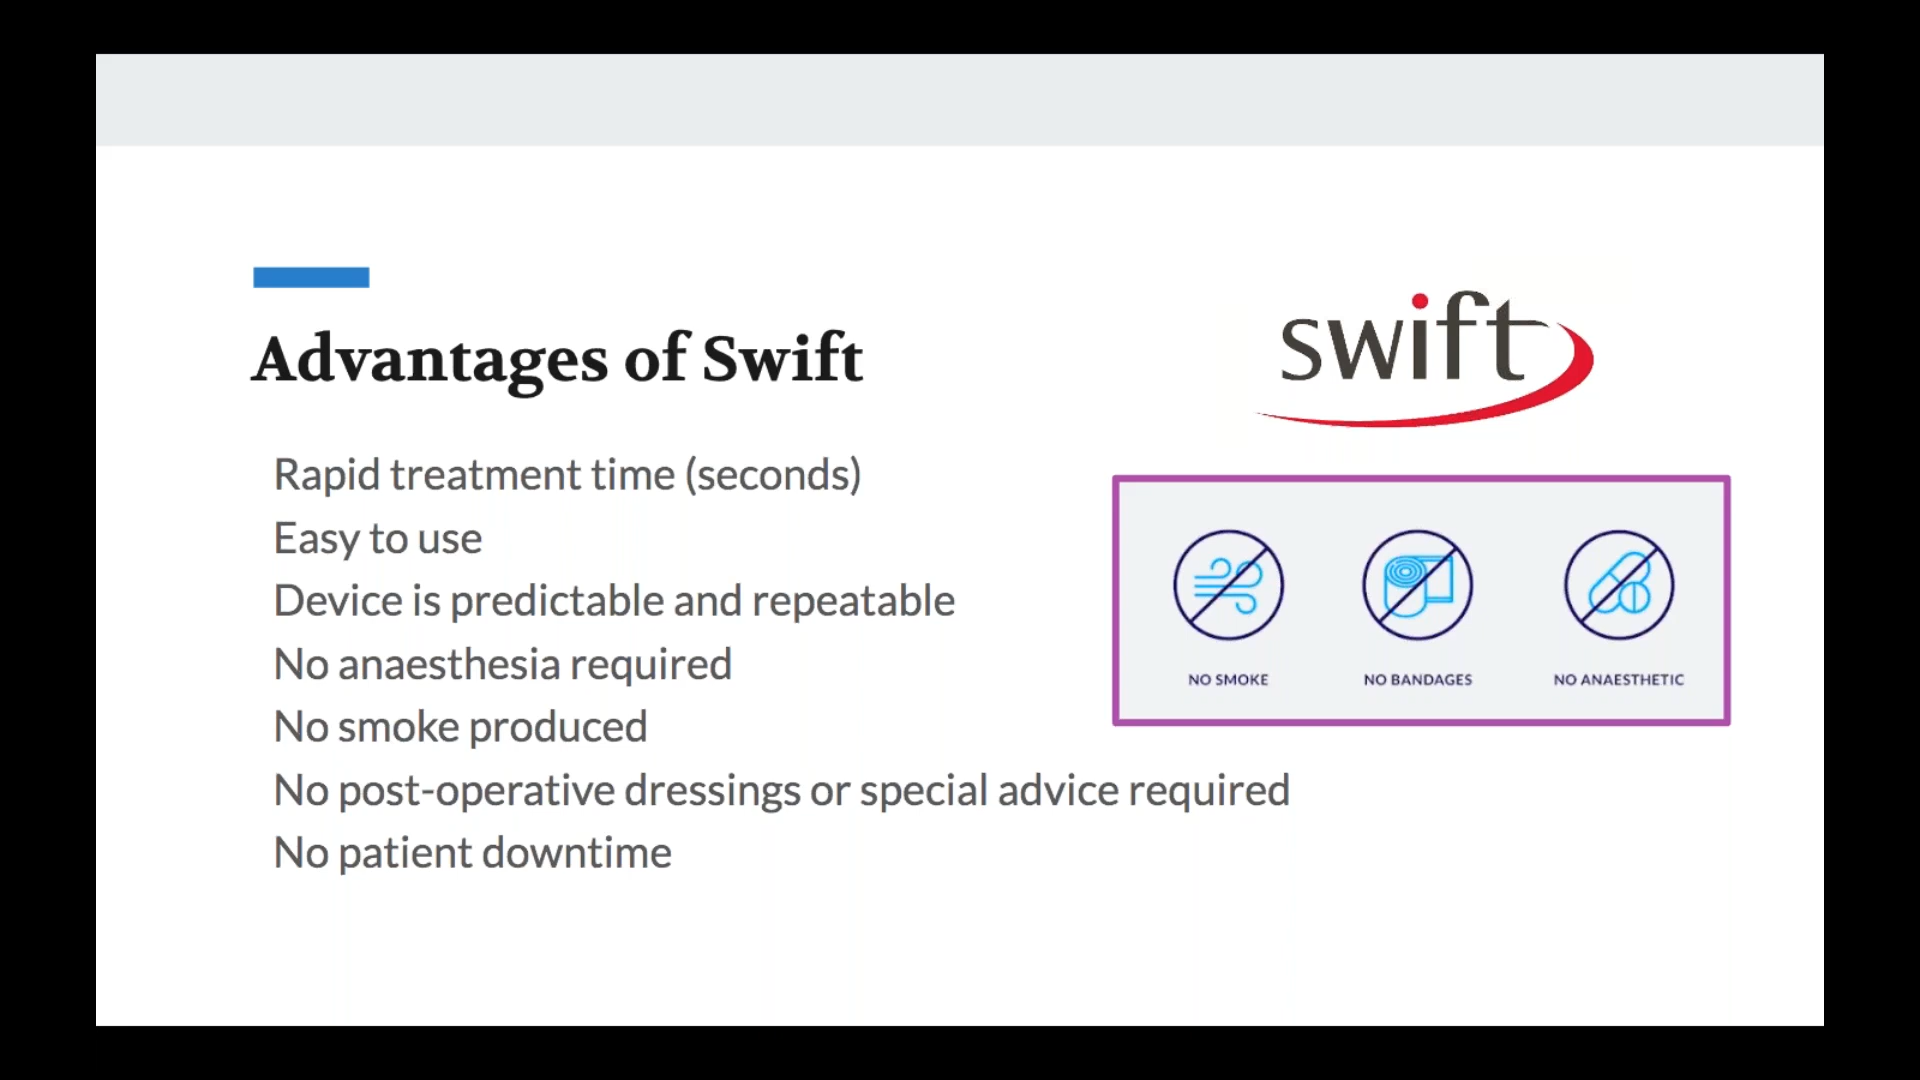 swift
Advantages of Swift
Rapid treatment time (seconds)
Easy to use
Device is predictable and repeatable
No anaesthesia required
No smoke produced
No post-operative dressings or special advice required
No patient downtime
NO SMOKE
NO BANDAGES
NO ANAESTHETIC